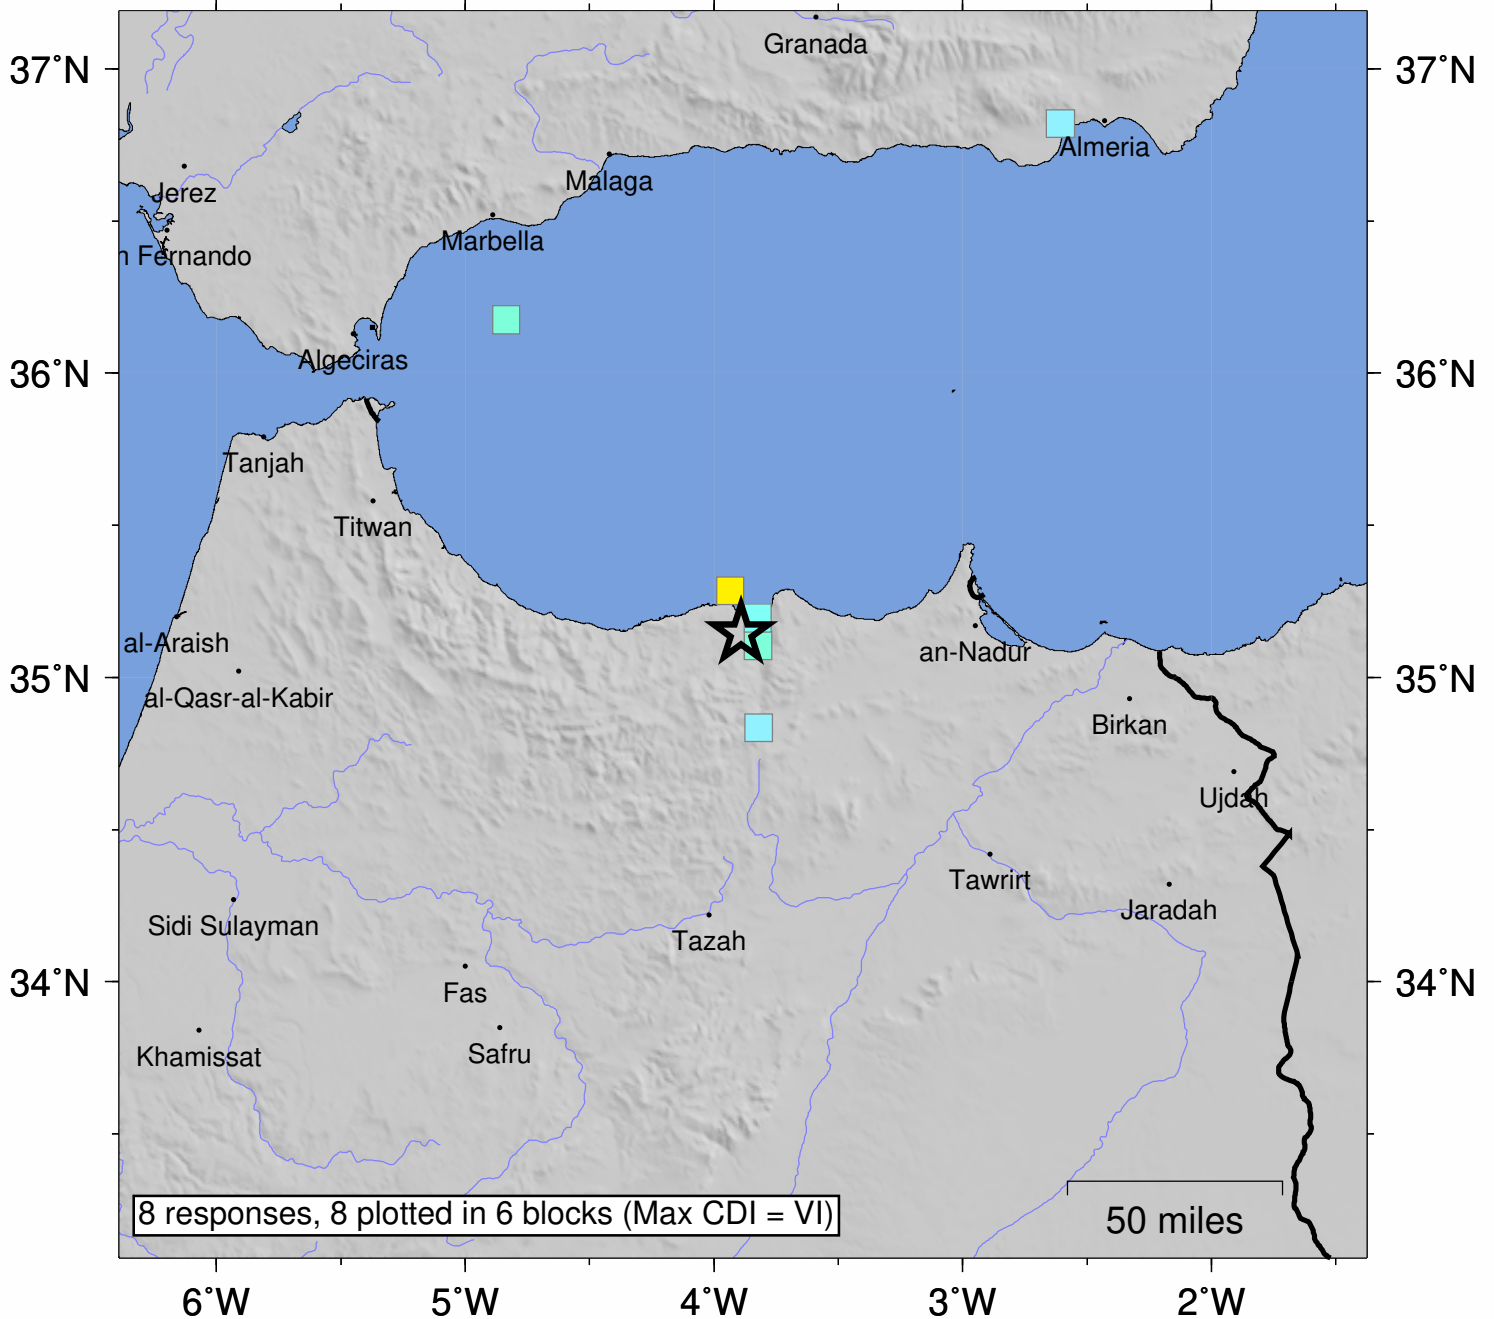 Granada
37°N
37°N
Almeria
Malaga
Jerez
Marbella
n Fernando
Algeciras
36°N
36°N
Tanjah
Titwan
al-Araish
an-Nadur
35°N
35°N
al-Qasr-al-Kabir
Birkan
Ujdah
Tawrirt
Jaradah
Sidi Sulayman
Tazah
34°N
34°N
Fas
Khamissat
Safru
8 responses, 8 plotted in 6 blocks (Max CDI = VI)
50 miles
6°W
5°W
4°W
3°W
2°W